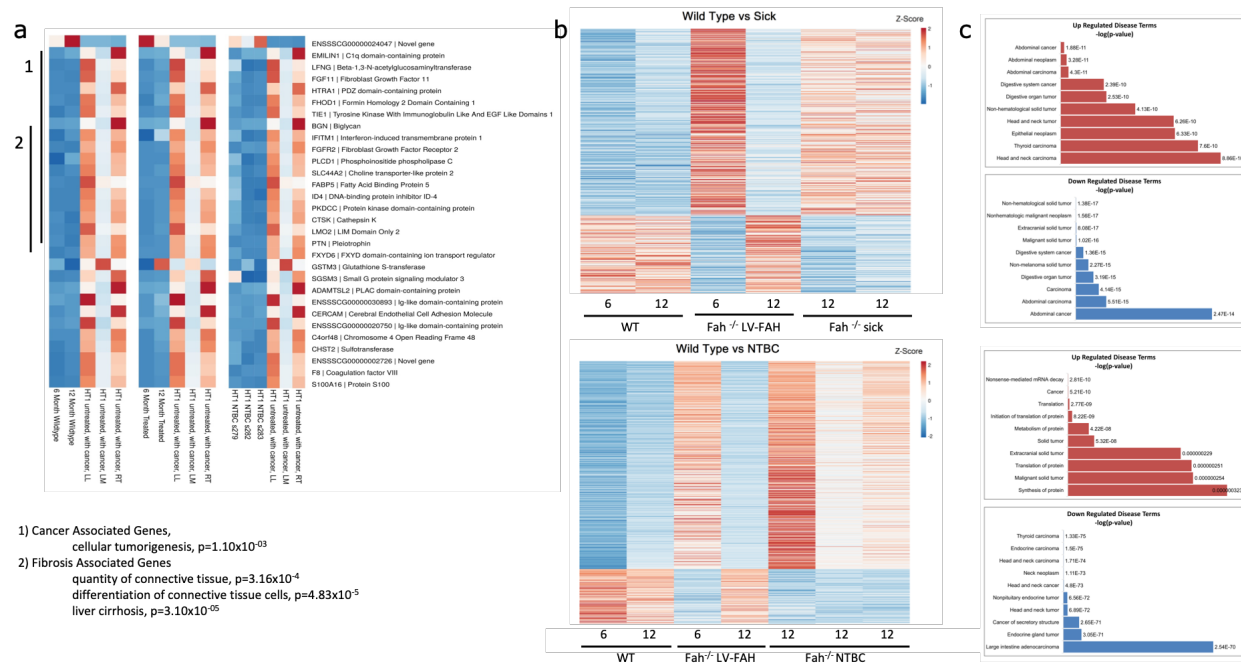 a
1
2
ENSSSCG00000024047 | Novel gene
EMILIN1 | C1q domain-containing protein
LFNG | Beta-1,3-N-acetylglucosaminyltransferase
FGF11 | Fibroblast Growth Factor 11
HTRA1 | PDZ domain-containing protein
FHOD1 | Formin Homology 2 Domain Containing 1
TIE1 | Tyrosine Kinase With Immunoglobulin Like And EGF Like Domains 1
BGN | Biglycan
IFITM1 | Interferon-induced transmembrane protein 1
FGFR2 | Fibroblast Growth Factor Receptor 2
PLCD1 | Phosphoinositide phospholipase C
SLC44A2 | Choline transporter-like protein 2
FABP5 | Fatty Acid Binding Protein 5
ID4 | DNA-binding protein inhibitor ID-4
PKDCC | Protein kinase domain-containing protein
CTSK | Cathepsin K
LMO2 | LIM Domain Only 2
PTN | Pleiotrophin
FXYD6 | FXYD domain-containing ion transport regulator
GSTM3 | Glutathione S-transferase
SGSM3 | Small G protein signaling modulator 3
ADAMTSL2 | PLAC domain-containing protein
ENSSSCG00000030893 | Ig-like domain-containing protein
CERCAM | Cerebral Endothelial Cell Adhesion Molecule
ENSSSCG00000020750 | Ig-like domain-containing protein
C4orf48 | Chromosome 4 Open Reading Frame 48
CHST2 | Sulfotransferase
ENSSSCG00000002726 | Novel gene
F8 | Coagulation factor VIII
S100A16 | Protein S100
6 Month Wildtype
12 Month Wildtype
HT1 untreated, with cancer, LL
HT1 untreated, with cancer, LM
HT1 untreated, with cancer, RT
6 Month Treated
12 Month Treated
HT1 untreated, with cancer, LL
HT1 untreated, with cancer, LM
HT1 untreated, with cancer, RT
HT1 NTBC s279
HT1 NTBC s282
HT1 NTBC s283
HT1 untreated, with cancer, LL
HT1 untreated, with cancer, LM
HT1 untreated, with cancer, RT
1) Cancer Associated Genes,
cellular tumorigenesis, p=1.10x10-03
2) Fibrosis Associated Genes
quantity of connective tissue, p=3.16x10-4
differentiation of connective tissue cells, p=4.83x10-5
liver cirrhosis, p=3.10x10-05
b
Wild Type vs Sick
Z-Score
2
1
0
-1
-2
6 12 6 12 12 12
WT Fah -/- LV-FAH Fah -/- sick
Wild Type vs NTBC
Z-Score
2
1
0
-1
-2
6 12 6 12 12 12 12
WT Fah-/- LV-FAH Fah-/- NTBC
c
Up Regulated Disease Terms
-log(p-value)
Abdominal cancer 1.88E-11
Abdominal neoplasm 3.28E-11
Abdominal carcinoma 4.3E-11
Digestive system cancer 2.39E-10
Digestive organ tumor 2.53E-10
Non-hematological solid tumor 4.13E-10
Head and neck tumor 6.26E-10
Epithelial neoplasm 6.33E-10
Thyroid carcinoma 7.6E-10
Head and neck carcinoma
Down Regulated Disease Terms
-log(p-value)
Non-hematological solid tumor 1.38E-17
Nonhematologic malignant neoplasm 1.56E-17
Extracranial solid tumor 8.08E-17
Malignant solid tumor 1.02E-16
Digestive system cancer 1.36E-15
Non-melanoma solid tumor 2.27E-15
Digestive organ tumor 3.19E-15
Carcinoma 4.14E-15
Abdominal carcinoma 5.51E-15
Abdominal cancer 2.47E-14
Up Regulated Disease Terms
-log(p-value)
Nonsense-mediated mRNA decay 2.81E-10
Cancer 5.21E-10
Translation 2.77E-09
Initiation of translation of protein 8.22E-09
Metabolism of protein 4.22E-08
Solid tumor 5.32E-08
Extracranial solid tumor 0.000000229
Translation of protein 0.000000251
Malignant solid tumor 0.000000254
Synthesis of protein
Down Regulated Disease Terms
-log(p-value)
Thyroid carcinoma 1.33E-75
Endocrine carcinoma 1.5E-75
Head and neck carcinoma 1.71E-74
Neck neoplasm 1.11E-73
Head and neck cancer 4.8E-73
Nonpituitary endocrine tumor 6.56E-72
Head and neck tumor 6.89E-72
Cancer of secretory structure 2.65E-71
Endocrine gland tumor 3.05E-71
Large intestine adenocarcinoma 2.04E-70